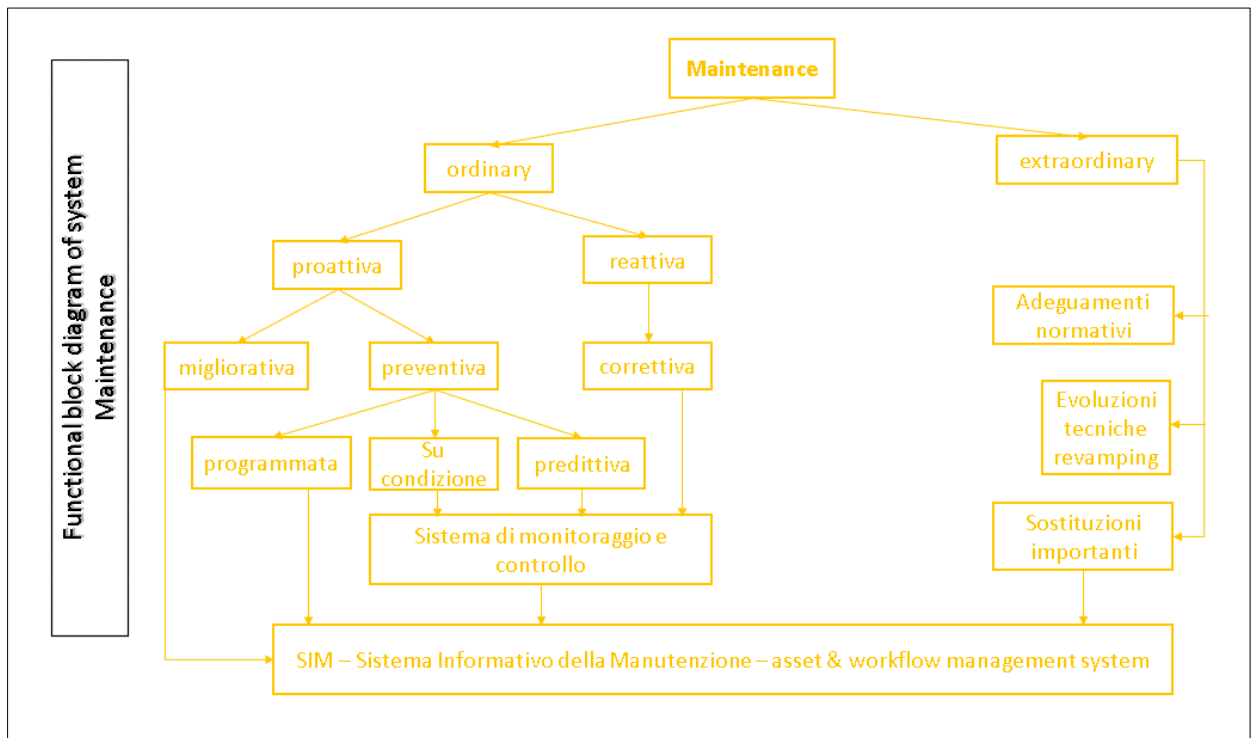 Functional block diagram of system
Maintenance
Maintenance
ordinary
extraordinary
proattiva
reattiva
Adeguamenti
normativi
migliorativa
preventiva
correttiva
Evoluzioni
tecniche
revamping
programmata
Su
condizione
predittiva
Sistema di monitoraggio e
controllo
Sostituzioni
importanti
SIM – Sistema Informativo della Manutenzione – asset & workflow management system